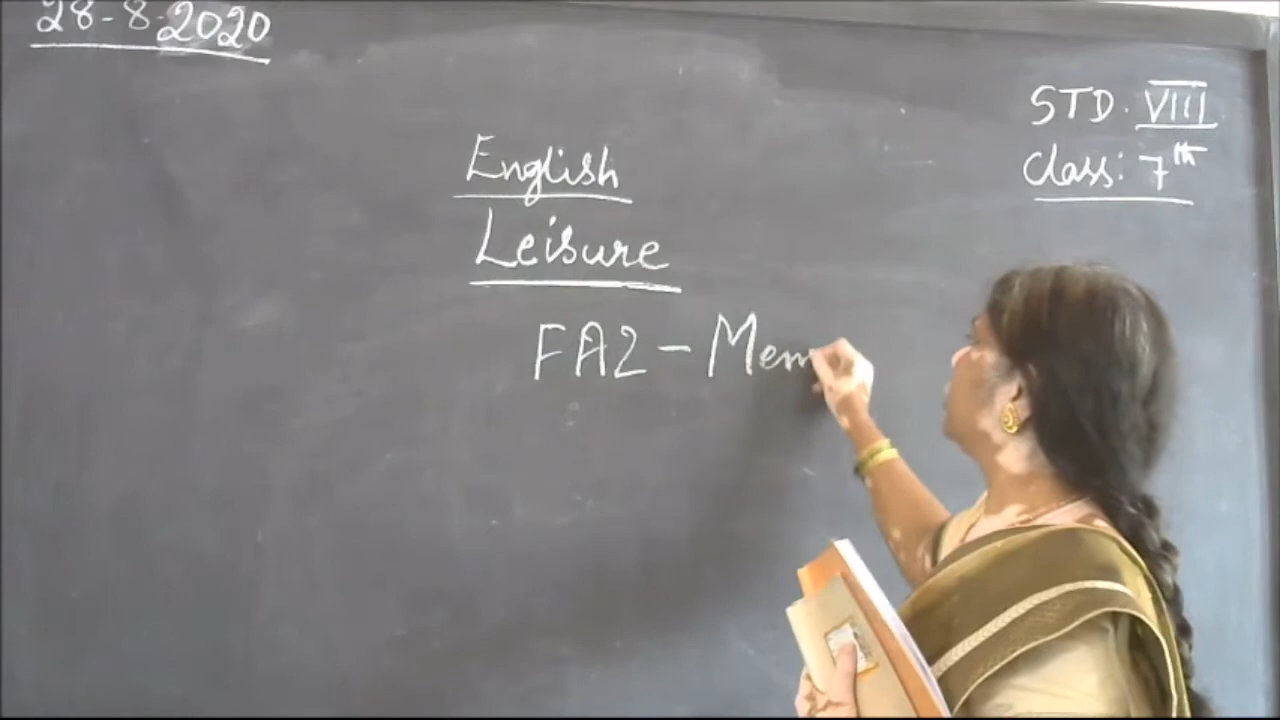 28-8-2020
STD. VIII
Class: 7th
English
Leisure
FA2 - Mem